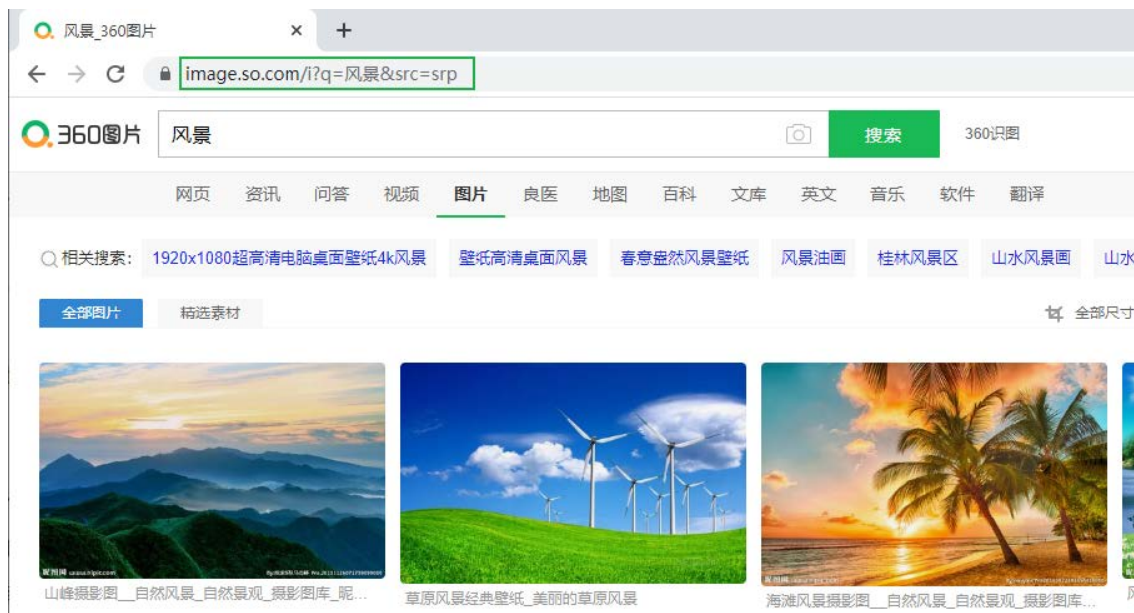 风景_360图片
image.so.com/i?q=风景&src=srp
360图片 风景 搜索 360识图
网页 资讯 问答 视频 图片 良医 地图 百科 文库 英文 音乐 软件 翻译
相关搜索： 1920x1080超高清电脑桌面壁纸4k风景 壁纸高清桌面风景 春意盎然风景壁纸 风景油画 桂林风景区 山水风景画 山水
全部图片 精选素材 全部尺寸
山峰摄影图__自然风景_自然景观_摄影图库_昵... 草原风景经典壁纸_美丽的草原风景 海滩风景摄影图__自然风景_自然景观_摄影图库...